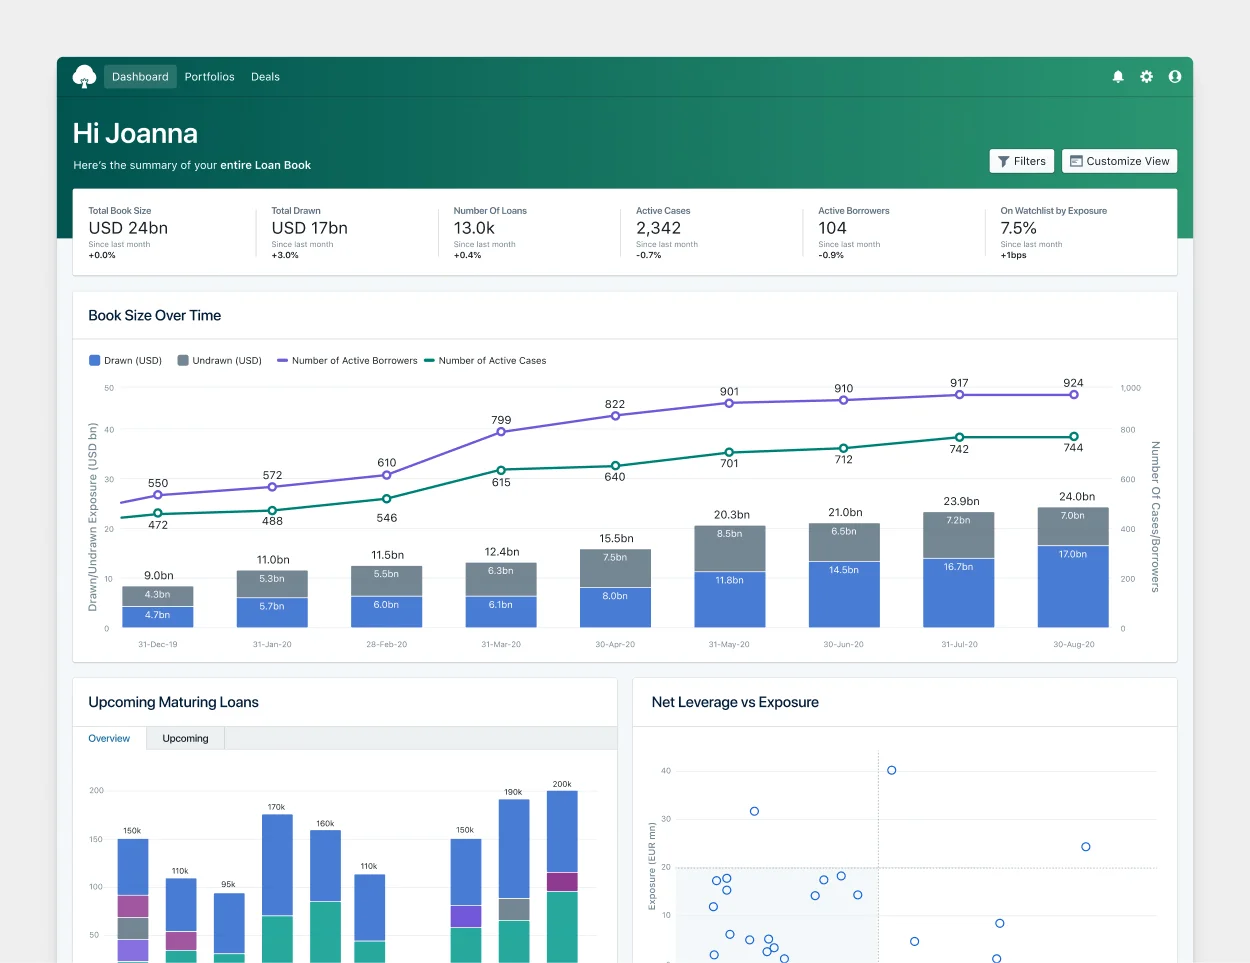 Dashboard Portfolios Deals
Hi Joanna
Here's the summary of your entire Loan Book
Filters Customize View
Total Book Size Total Drawn Number Of Loans Active Cases Active Borrowers On Watchlist by Exposure
USD 24bn USD 17bn 13.0k 2,342 104 7.5%
Since last month Since last month Since last month Since last month Since last month Since last month
+0.0% +3.0% +0.4% -0.7% -0.9% +1bps
Book Size Over Time
Drawn (USD) Undrawn (USD) Number of Active Borrowers Number of Active Cases
Drawn/Undrawn Exposure (USD bn)
50
40
30
20
10
0
550 572 610 799 822 901 910 917 924
472 488 546 615 640 701 712 742 744
9.0bn 11.0bn 11.5bn 12.4bn 15.5bn 20.3bn 21.0bn 23.9bn 24.0bn
4.3bn 5.3bn 5.5bn 6.3bn 7.5bn 8.5bn 6.5bn 7.2bn 7.0bn
4.7bn 5.7bn 6.0bn 6.1bn 8.0bn 11.8bn 14.5bn 16.7bn 17.0bn
31-Dec-19 31-Jan-20 28-Feb-20 31-Mar-20 30-Apr-20 31-May-20 30-Jun-20 31-Jul-20 30-Aug-20
1,000
800
600
400
200
0
Number Of Cases/Borrowers
Upcoming Maturing Loans
Overview Upcoming
200
150
100
50
150k 110k 95k 170k 160k 110k 150k 190k 200k
Net Leverage vs Exposure
Exposure (EUR mn)
40
30
20
10